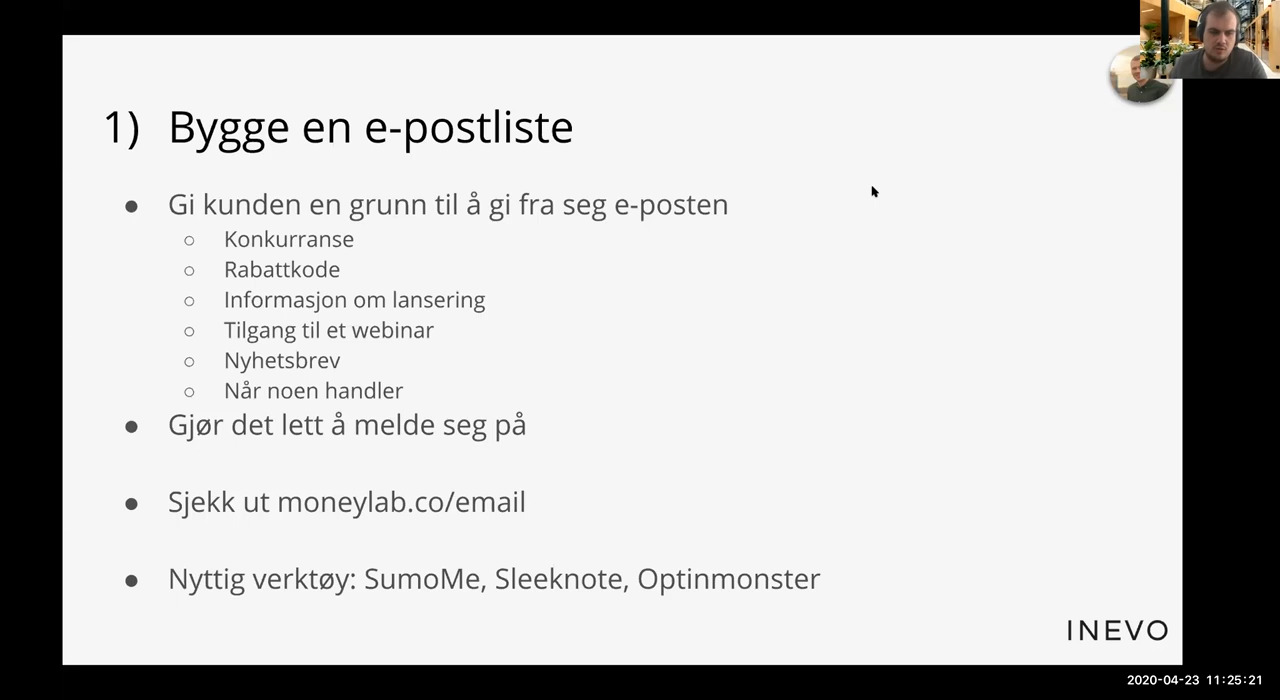 1) Bygge en e-postliste
● Gi kunden en grunn til å gi fra seg e-posten
○ Konkurranse
○ Rabattkode
○ Informasjon om lansering
○ Tilgang til et webinar
○ Nyhetsbrev
○ Når noen handler
● Gjør det lett å melde seg på
● Sjekk ut moneylab.co/email
● Nyttig verktøy: SumoMe, Sleeknote, Optinmonster
INEVO
2020-04-23 11:25:21